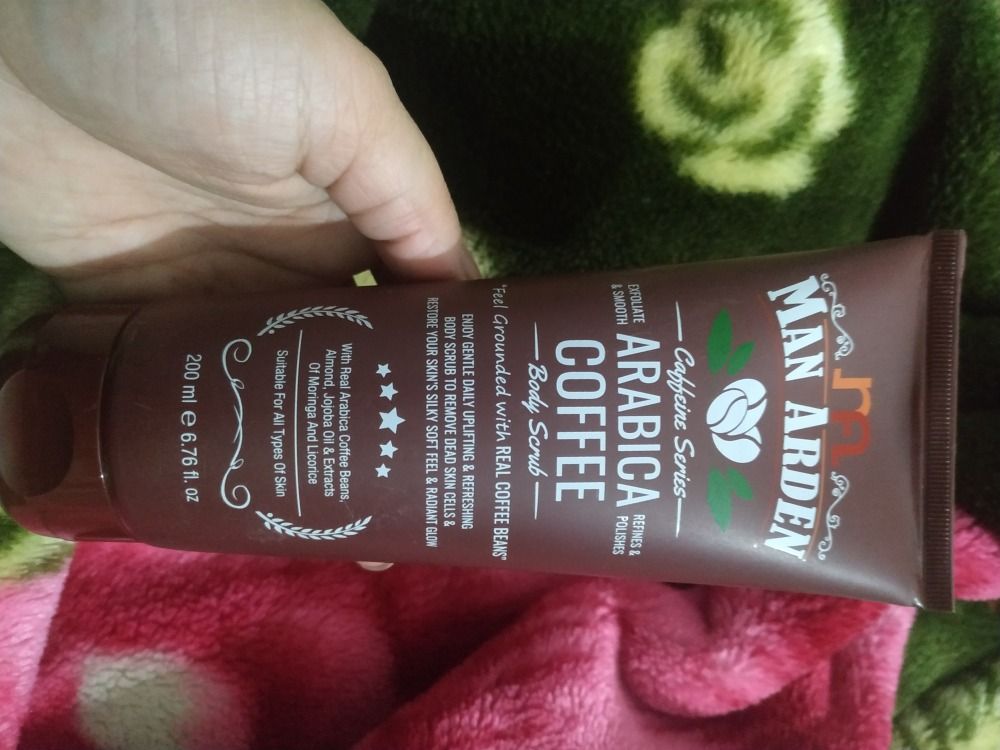 m
MAN ARDEN
Caffeine Series
EXFOLIATE
& SMOOTH
ARABICA
REFINES &
POLISHES
COFFEE
Body Scrub
"Feel Grounded with REAL COFFEE BEANS"
ENJOY GENTLE DAILY UPLIFTING & REFRESHING
BODY SCRUB TO REMOVE DEAD SKIN CELLS &
RESTORE YOUR SKIN'S SILKY SOFT FEEL & RADIANT GLOW
With Real Arabica Coffee Beans,
Almond, Jojoba Oil & Extracts
Of Moringa And Licorice
Suitable For All Types Of Skin
200 ml e 6.76 fl. oz